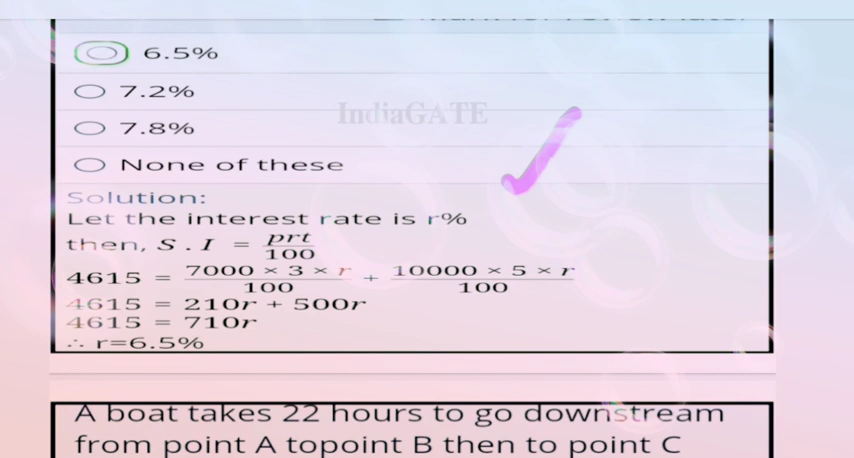 6.5%
7.2%
IndiaGATE
7.8%
None of these
Solution:
Let the interest rate is r%
then, S . I = prt/100
4615 = 7000 × 3 × r/100 + 10000 × 5 × r/100
4615 = 210r + 500r
4615 = 710r
∴ r=6.5%
A boat takes 22 hours to go downstream
from point A topoint B then to point C